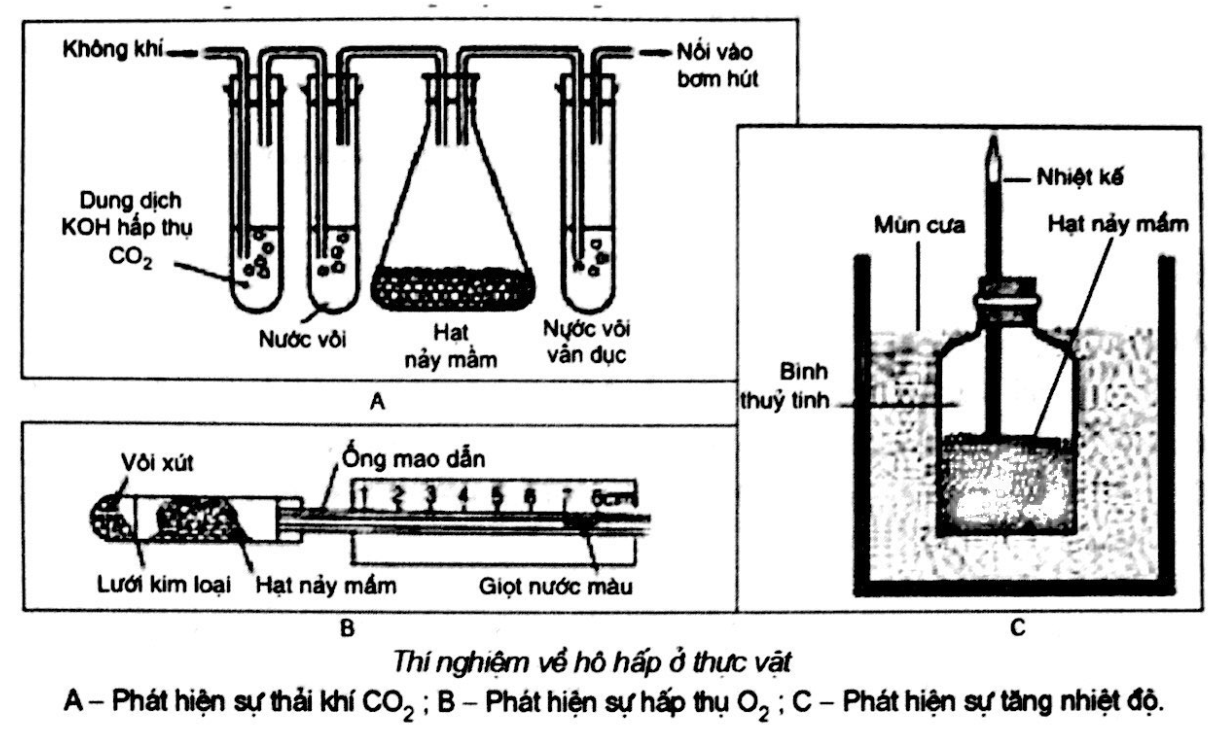 Không khí
Nối vào
bơm hút
Dung dịch
KOH hấp thụ
CO₂
Nước vôi
Hạt
nảy mầm
Nước vôi
vẩn đục
A
Nhiệt kế
Mùn cưa
Hạt nảy mầm
Bình
thuỷ tinh
C
Vôi xút
Ống mao dẫn
1 2 3 4 5 6 7 8cm
Lưới kim loại
Hạt nảy mầm
Giọt nước màu
B
Thí nghiệm về hô hấp ở thực vật
A – Phát hiện sự thải khí CO₂ ; B – Phát hiện sự hấp thụ O₂ ; C – Phát hiện sự tăng nhiệt độ.